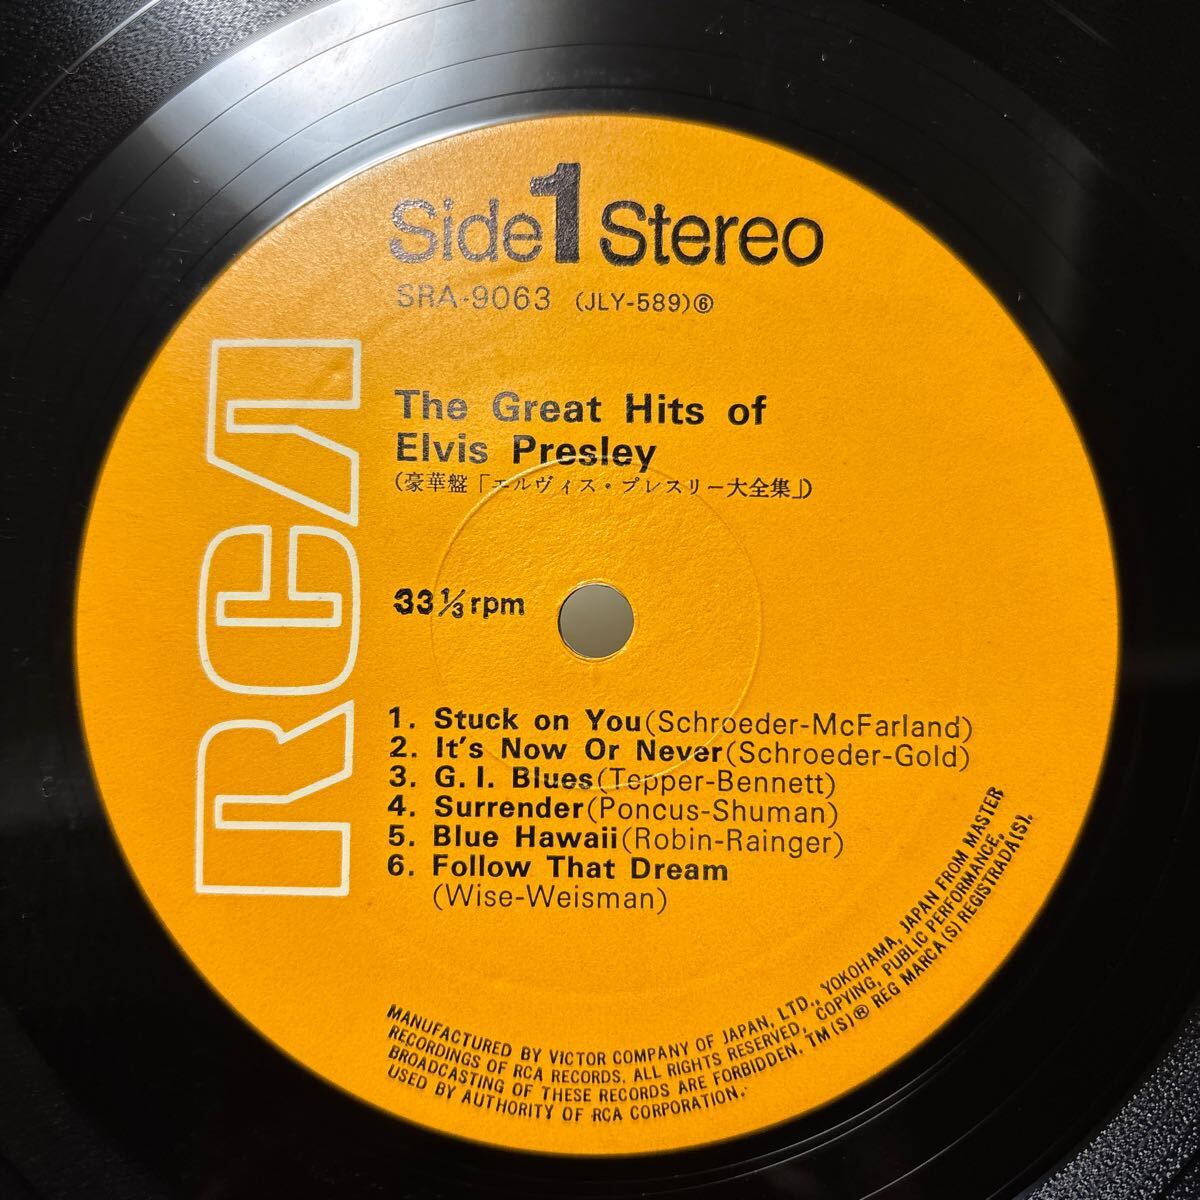 Side 1 Stereo
SRA-9063 (JLY-589)⑥
RCA
The Great Hits of
Elvis Presley
(豪華盤「エルヴィス・プレスリー大全集」)
33 1/3 rpm
1. Stuck on You(Schroeder-McFarland)
2. It's Now Or Never(Schroeder-Gold)
3. G. I. Blues(Tepper-Bennett)
4. Surrender(Poncus-Shuman)
5. Blue Hawaii(Robin-Rainger)
6. Follow That Dream
(Wise-Weisman)
MANUFACTURED BY VICTOR COMPANY OF JAPAN, LTD., YOKOHAMA, JAPAN FROM MASTER
RECORDINGS OF RCA RECORDS. ALL RIGHTS RESERVED, COPYING, PUBLIC PERFORMANCE,
BROADCASTING OF THESE RECORDS ARE FORBIDDEN. TM(S)® REG MARCA(S) REGISTRADA(S).
USED BY AUTHORITY OF RCA CORPORATION.